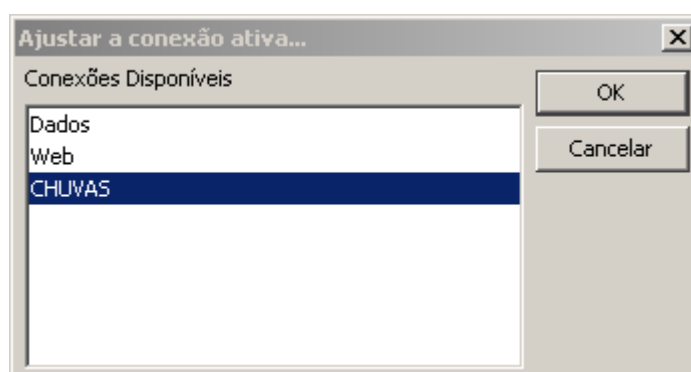 Ajustar a conexão ativa...
Conexões Disponíveis
OK
Dados
Web
Cancelar
CHUVAS